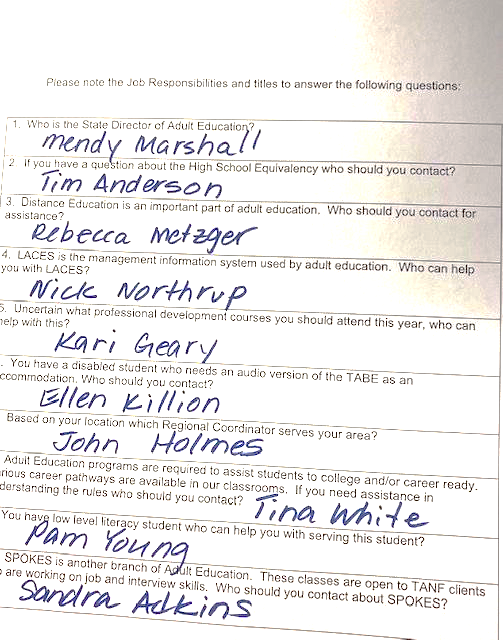 Please note the Job Responsibilities and titles to answer the following questions:
1. Who is the State Director of Adult Education?
mendy Marshall
2 If you have a question about the High School Equivalency who should you contact?
Tim Anderson
3. Distance Education is an important part of adult education. Who should you contact for
assistance?
Rebecca Metzger
4. LACES is the management information system used by adult education. Who can help
you with LACES?
Nick Northrup
5. Uncertain what professional development courses you should attend this year, who can
help with this?
Kari Geary
. You have a disabled student who needs an audio version of the TABE as an
ccommodation. Who should you contact?
Ellen Killion
Based on your location which Regional Coordinator serves your area?
John Holmes
Adult Education programs are required to assist students to college and/or career ready.
rious career pathways are available in our classrooms. If you need assistance in
derstanding the rules who should you contact? Tina White
You have low level literacy student who can help you with serving this student?
Pam Young
SPOKES is another branch of Adult Education. These classes are open to TANF clients
o are working on job and interview skills. Who should you contact about SPOKES?
Sandra Adkins